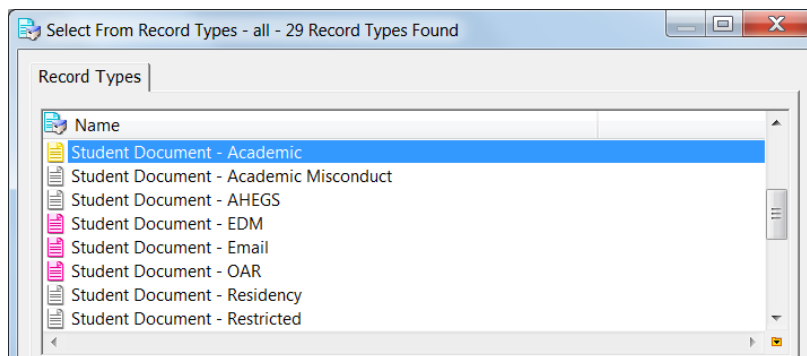 Select From Record Types - all - 29 Record Types Found
Record Types
Name
Student Document - Academic
Student Document - Academic Misconduct
Student Document - AHEGS
Student Document - EDM
Student Document - Email
Student Document - OAR
Student Document - Residency
Student Document - Restricted